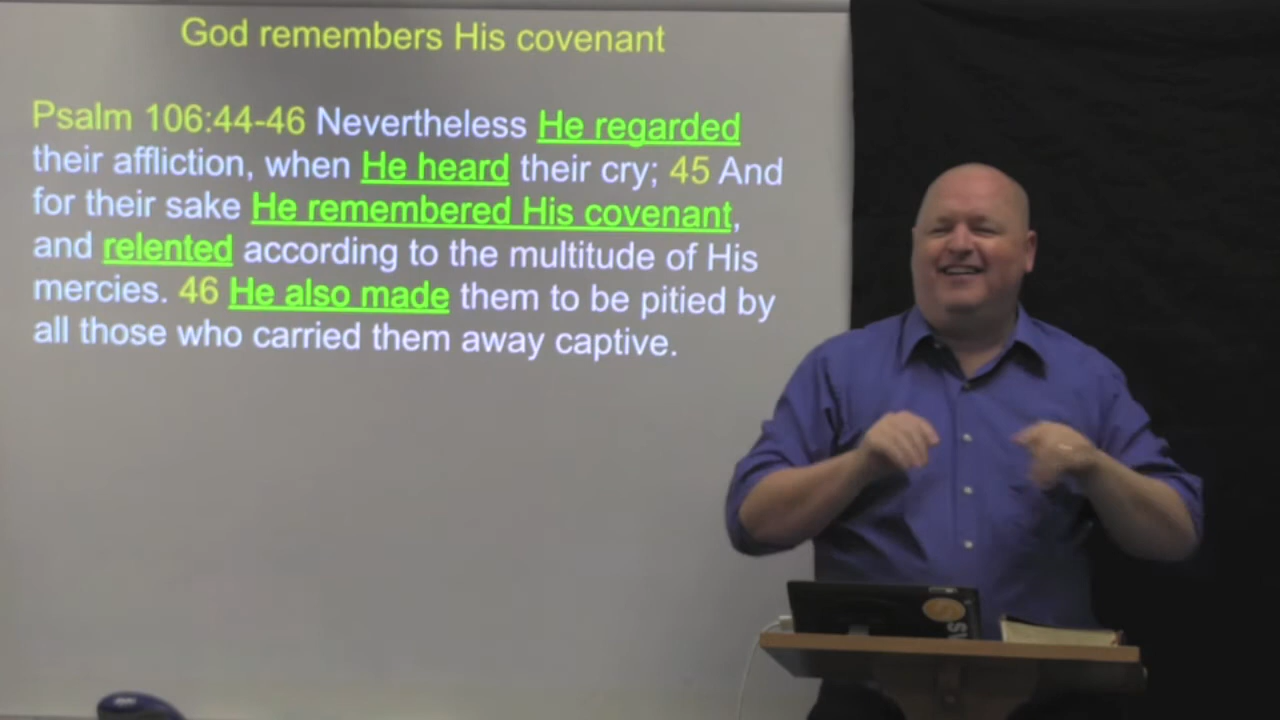 God remembers His covenant
Psalm 106:44-46 Nevertheless He regarded
their affliction, when He heard their cry; 45 And
for their sake He remembered His covenant,
and relented according to the multitude of His
mercies. 46 He also made them to be pitied by
all those who carried them away captive.
SV